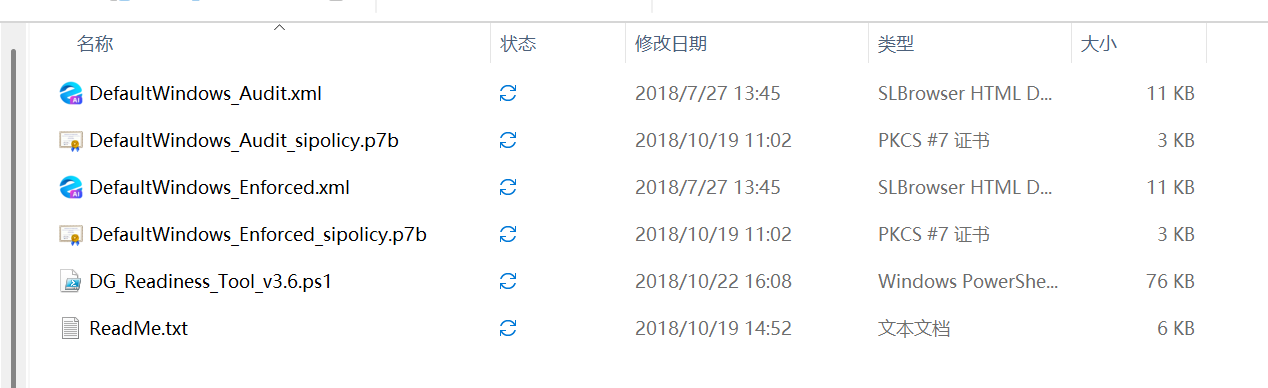 名称 状态 修改日期 类型 大小
DefaultWindows_Audit.xml 2018/7/27 13:45 SLBrowser HTML D... 11 KB
DefaultWindows_Audit_sipolicy.p7b 2018/10/19 11:02 PKCS #7 证书 3 KB
DefaultWindows_Enforced.xml 2018/7/27 13:45 SLBrowser HTML D... 11 KB
DefaultWindows_Enforced_sipolicy.p7b 2018/10/19 11:02 PKCS #7 证书 3 KB
DG_Readiness_Tool_v3.6.ps1 2018/10/22 16:08 Windows PowerShe... 76 KB
ReadMe.txt 2018/10/19 14:52 文本文档 6 KB